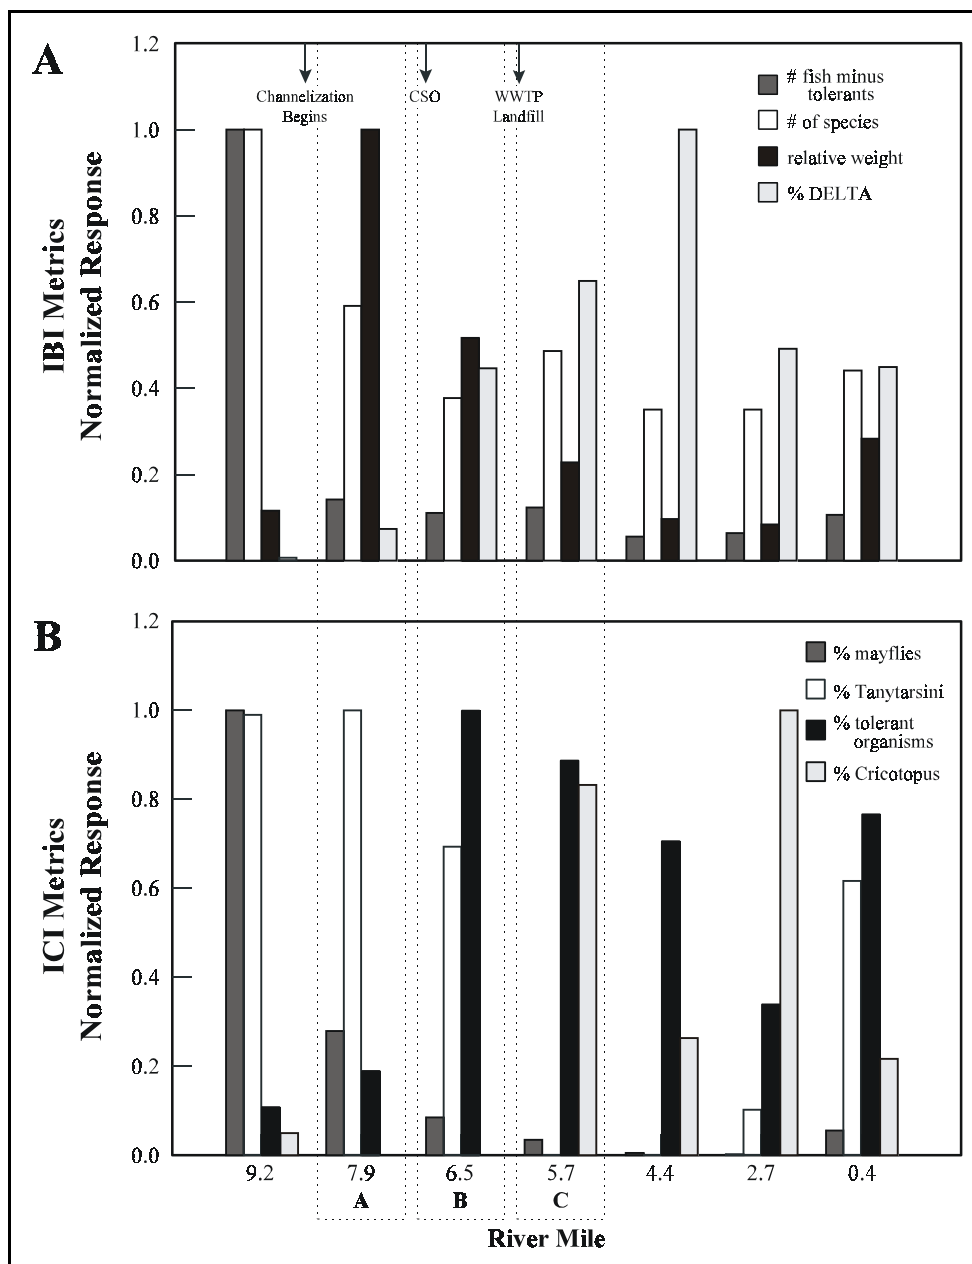 A
1.2
1.0
0.8
0.6
0.4
0.2
0.0
IBI Metrics
Normalized Response
Channelization
Begins
CSO
WWTP
Landfill
# fish minus
tolerants
# of species
relative weight
% DELTA
B
1.2
1.0
0.8
0.6
0.4
0.2
0.0
ICI Metrics
Normalized Response
% mayflies
% Tanytarsini
% tolerant
organisms
% Cricotopus
9.2 7.9 6.5 5.7 4.4 2.7 0.4
A B C
River Mile